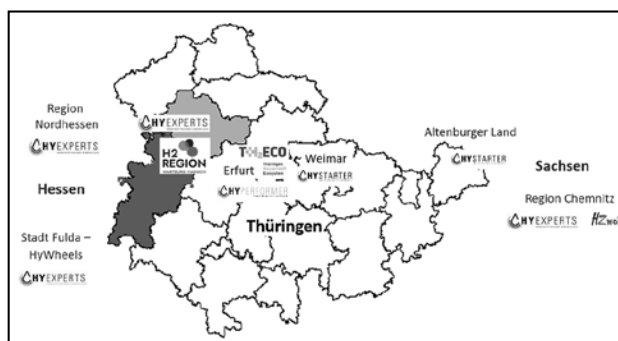 Region
Nordhessen
HYEXPERTS
Hessen
Stadt Fulda –
HyWheels
HYEXPERTS
HYEXPERTS
H2
REGION
TH2ECO
Erfurt
HYPERFORMER
Weimar
HYSTARTER
Thüringen
Altenburger Land
HYSTARTER
Sachsen
Region Chemnitz
HYEXPERTS